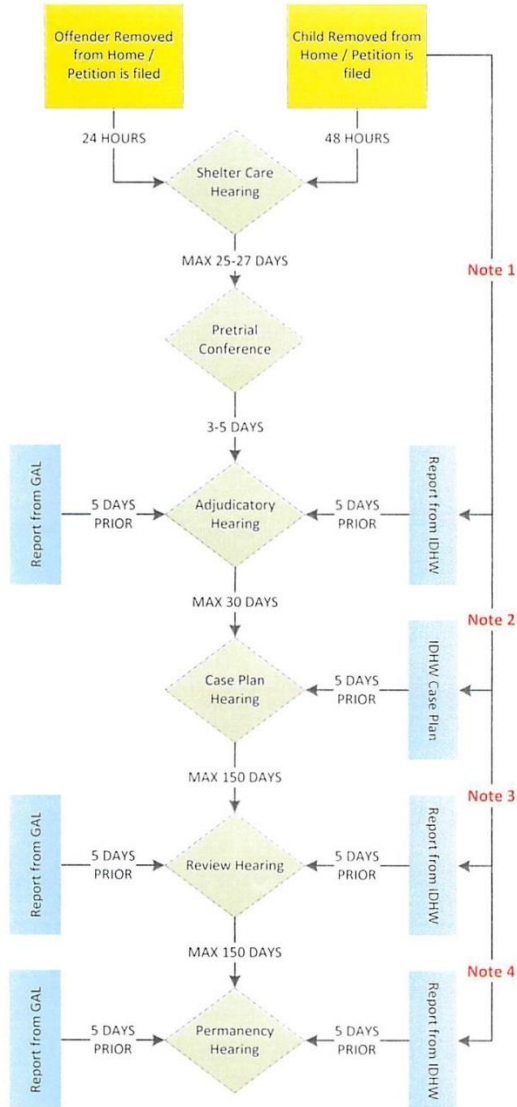 Offender Removed
from Home /
Petition is filed
Child Removed from
Home / Petition is
filed
24 HOURS
48 HOURS
Shelter Care
Hearing
MAX 25-27 DAYS
Note 1
Pretrial
Conference
3-5 DAYS
Report from GAL
5 DAYS
PRIOR
Adjudicatory
Hearing
5 DAYS
PRIOR
Report from IDHW
MAX 30 DAYS
Note 2
Case Plan
Hearing
5 DAYS
PRIOR
IDHW Case Plan
MAX 150 DAYS
Note 3
Report from GAL
5 DAYS
PRIOR
Review Hearing
5 DAYS
PRIOR
Report from IDHW
MAX 150 DAYS
Note 4
Report from GAL
5 DAYS
PRIOR
Permanency
Hearing
5 DAYS
PRIOR
Report from IDHW